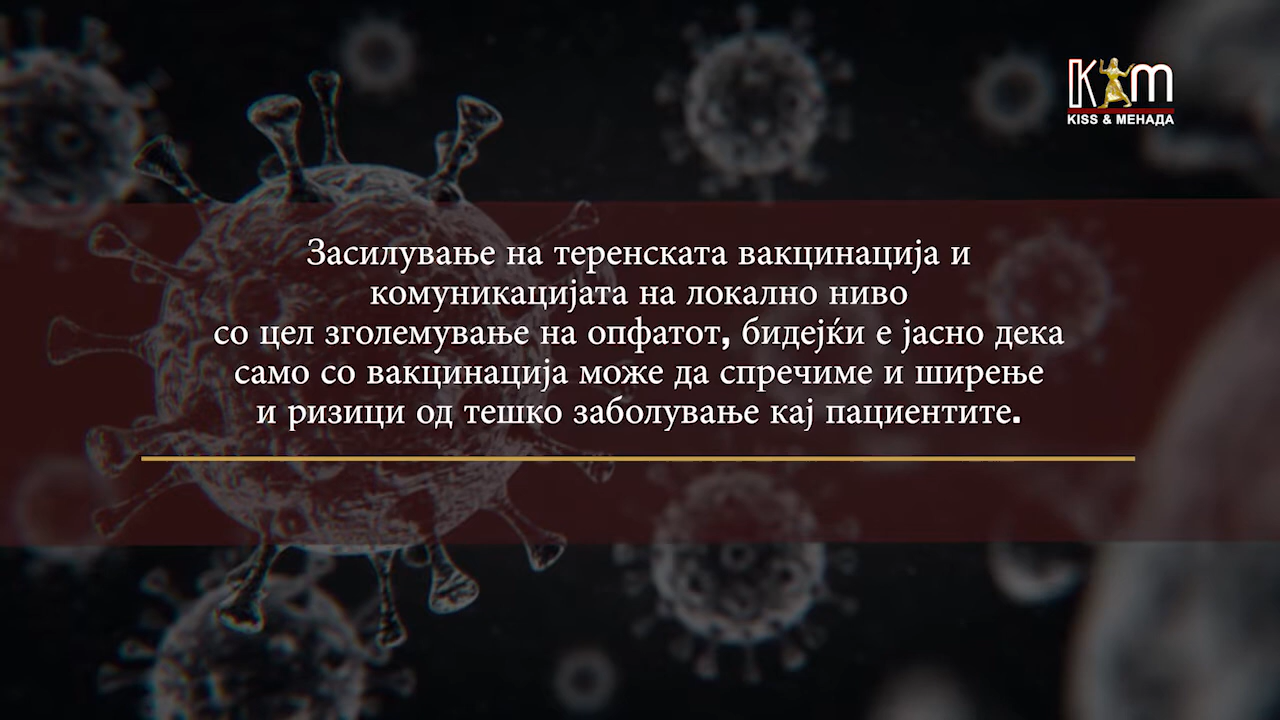 KM
KISS & МЕНАДА
Засилување на теренската вакцинација и
комуникацијата на локално ниво
со цел зголемување на опфатот, бидејќи е јасно дека
само со вакцинација може да спречиме и ширење
и ризици од тешко заболување кај пациентите.